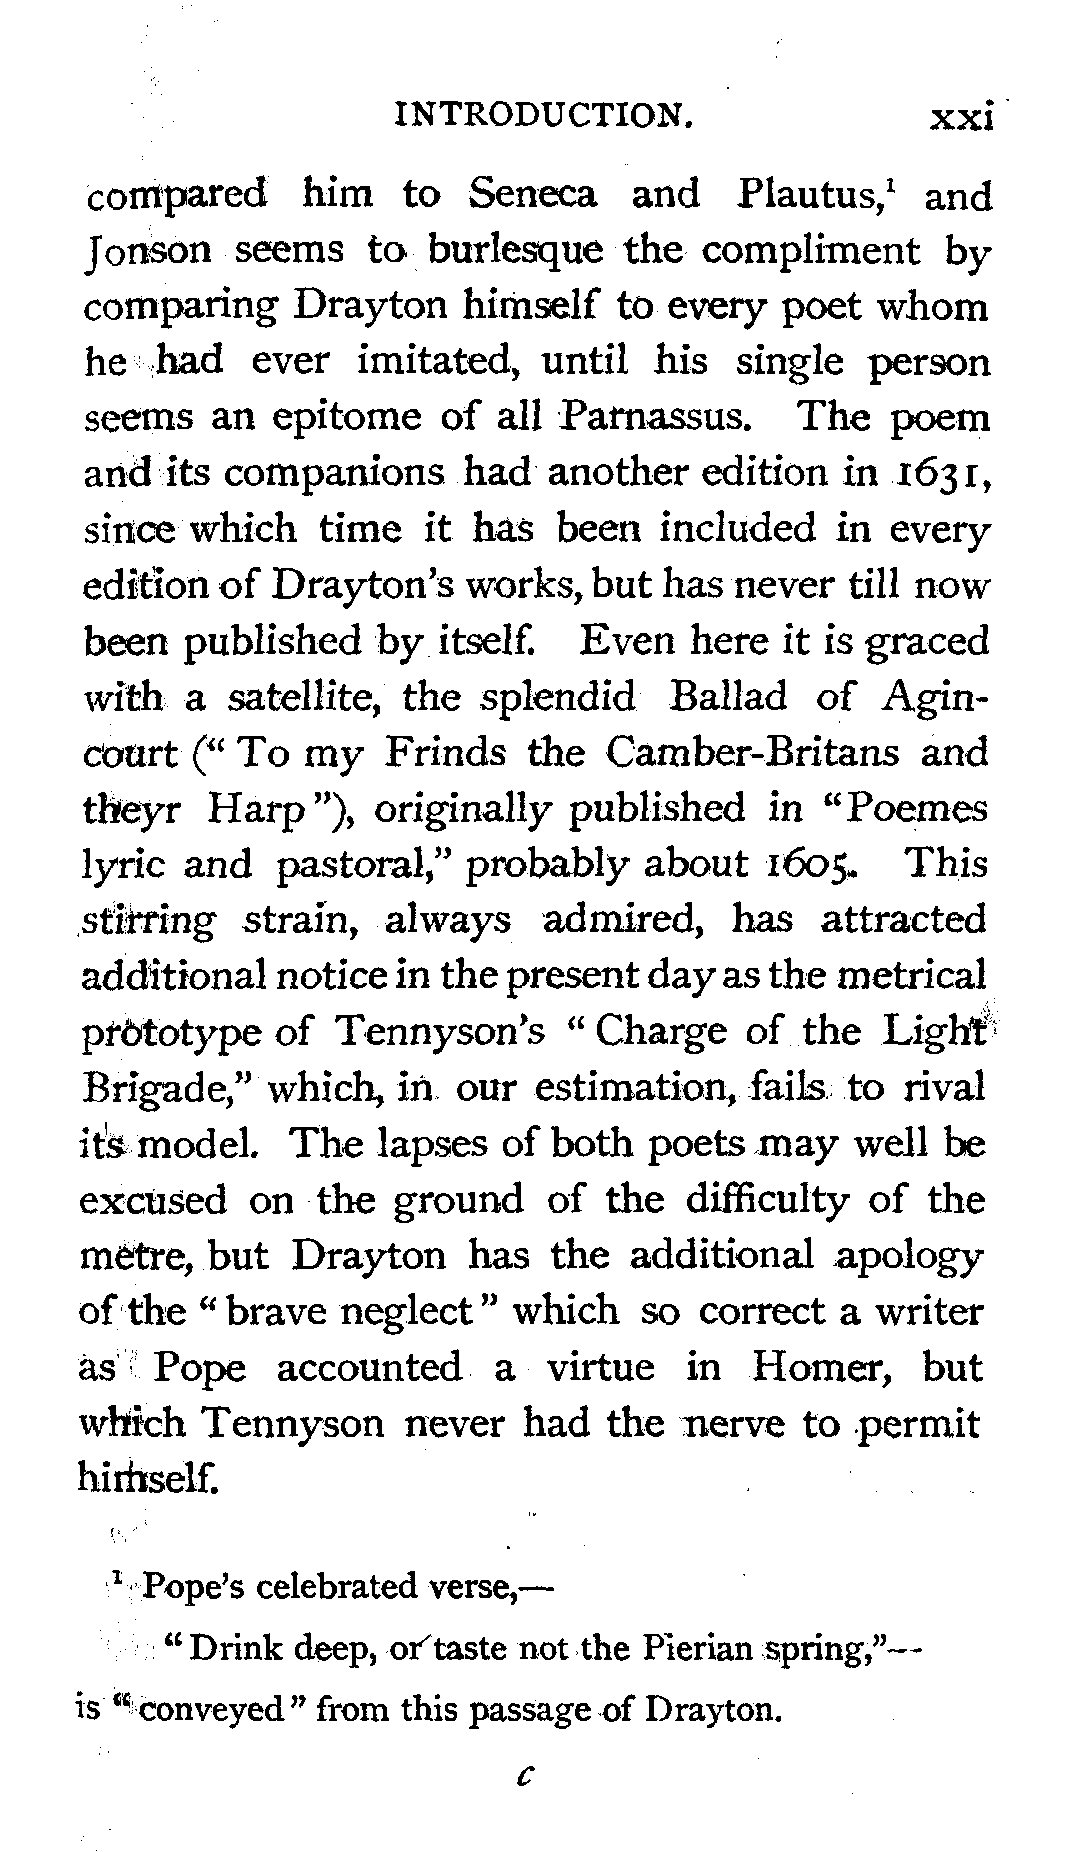 INTRODUCTION. xxi
compared him to Seneca and Plautus,¹ and
Jonson seems to burlesque the compliment by
comparing Drayton himself to every poet whom
he had ever imitated, until his single person
seems an epitome of all Parnassus. The poem
and its companions had another edition in 1631,
since which time it has been included in every
edition of Drayton's works, but has never till now
been published by itself. Even here it is graced
with a satellite, the splendid Ballad of Agin-
court (“To my Frinds the Camber-Britans and
theyr Harp”), originally published in “Poemes
lyric and pastoral,” probably about 1605. This
stirring strain, always admired, has attracted
additional notice in the present day as the metrical
prototype of Tennyson's “Charge of the Light
Brigade,” which, in our estimation, fails to rival
its model. The lapses of both poets may well be
excused on the ground of the difficulty of the
metre, but Drayton has the additional apology
of the “brave neglect” which so correct a writer
as Pope accounted a virtue in Homer, but
which Tennyson never had the nerve to permit
himself.
¹ Pope's celebrated verse,—
“Drink deep, or taste not the Pierian spring,”—
is “conveyed” from this passage of Drayton.
c